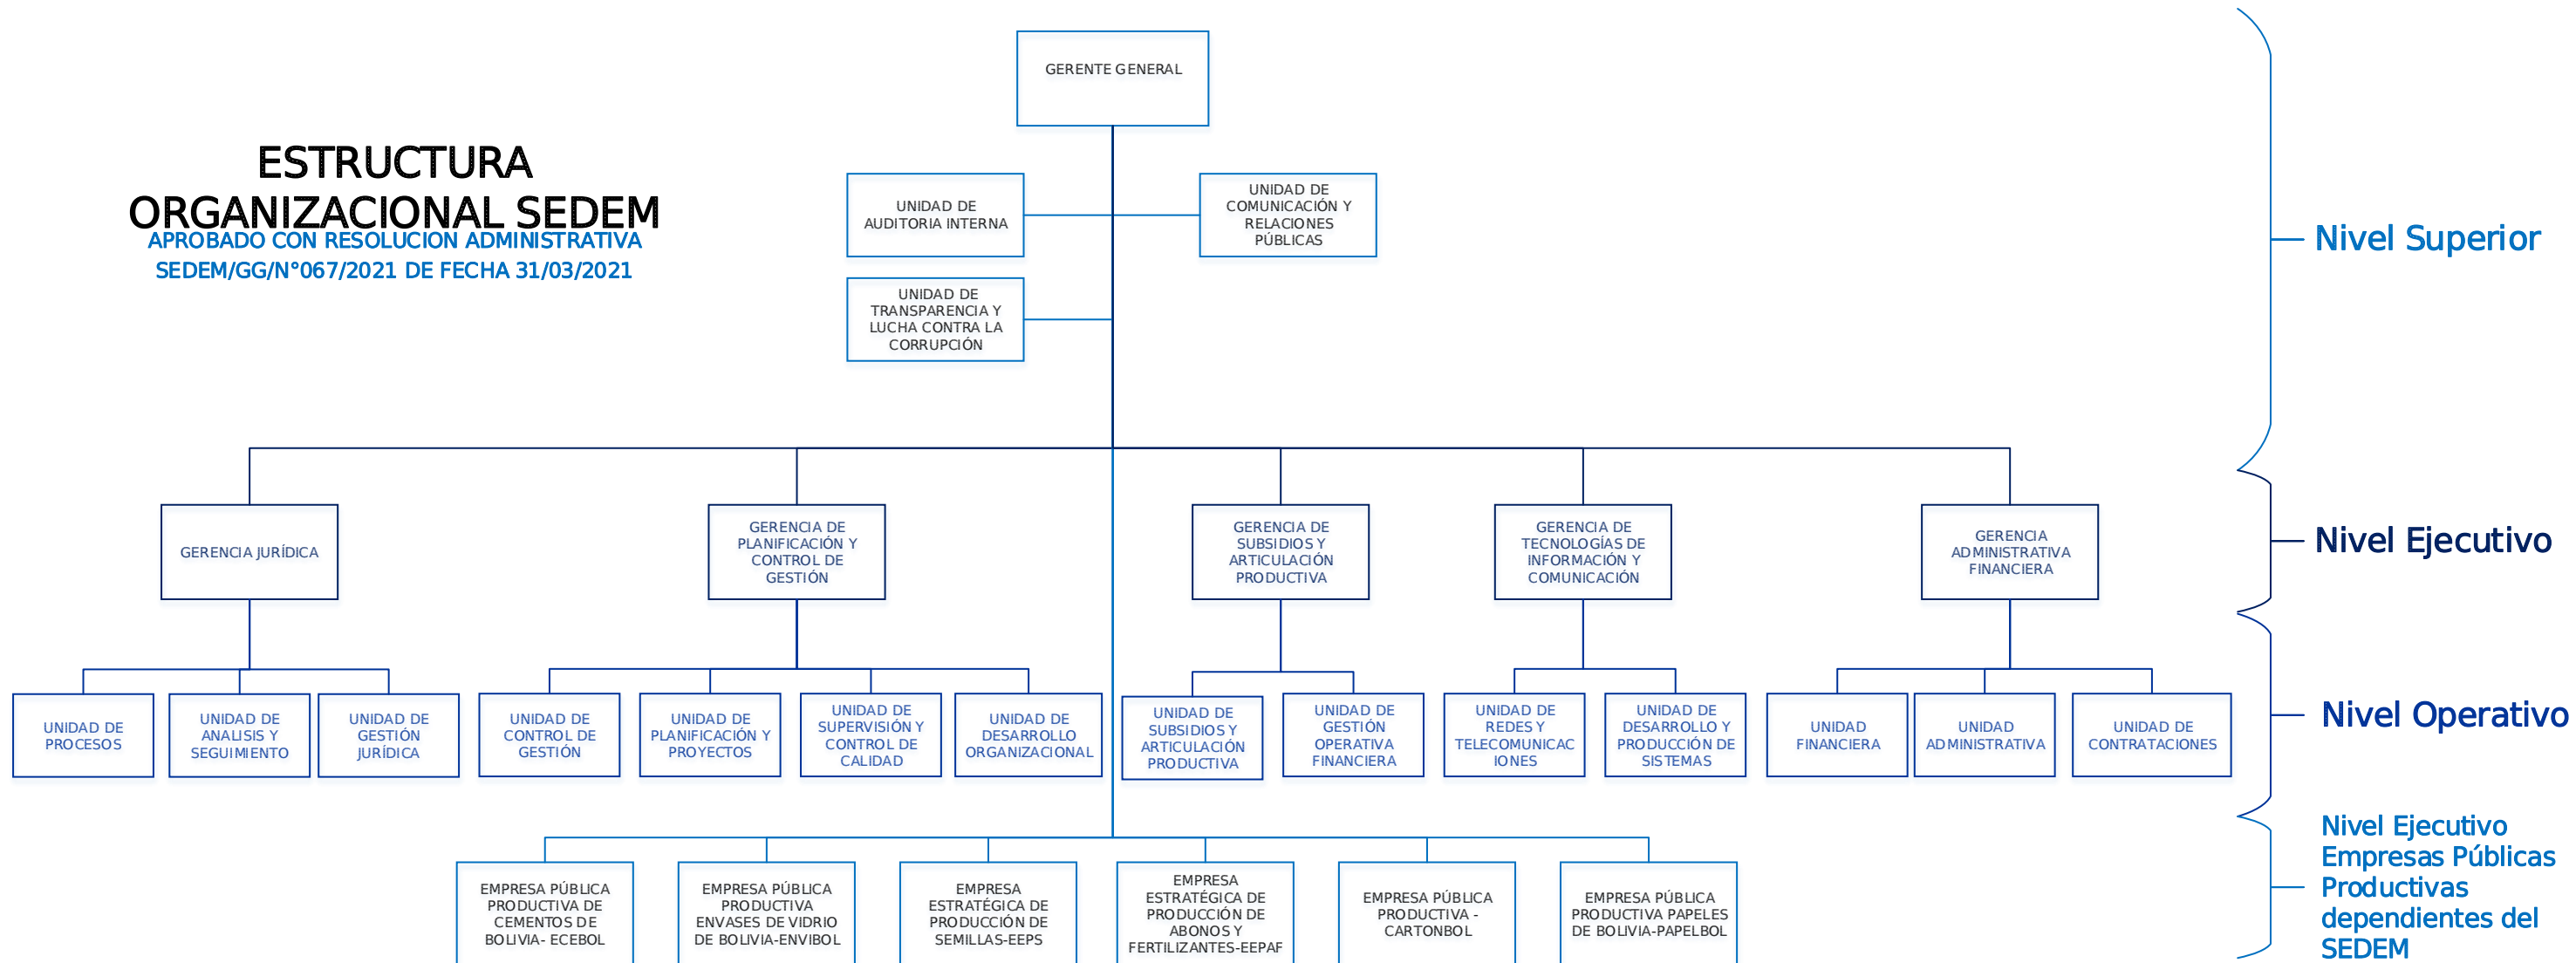 GERENTE GENERAL
ESTRUCTURA
ORGANIZACIONAL SEDEM
APROBADO CON RESOLUCION ADMINISTRATIVA
SEDEM/GG/N°067/2021 DE FECHA 31/03/2021
UNIDAD DE
AUDITORIA INTERNA
UNIDAD DE
COMUNICACIÓN Y
RELACIONES
PÚBLICAS
UNIDAD DE
TRANSPARENCIA Y
LUCHA CONTRA LA
CORRUPCIÓN
Nivel Superior
GERENCIA JURÍDICA
GERENCIA DE
PLANIFICACIÓN Y
CONTROL DE
GESTIÓN
GERENCIA DE
SUBSIDIOS Y
ARTICULACIÓN
PRODUCTIVA
GERENCIA DE
TECNOLOGÍAS DE
INFORMACIÓN Y
COMUNICACIÓN
GERENCIA
ADMINISTRATIVA
FINANCIERA
Nivel Ejecutivo
UNIDAD DE
PROCESOS
UNIDAD DE
ANALISIS Y
SEGUIMIENTO
UNIDAD DE
GESTIÓN
JURÍDICA
UNIDAD DE
CONTROL DE
GESTIÓN
UNIDAD DE
PLANIFICACIÓN Y
PROYECTOS
UNIDAD DE
SUPERVISIÓN Y
CONTROL DE
CALIDAD
UNIDAD DE
DESARROLLO
ORGANIZACIONAL
UNIDAD DE
SUBSIDIOS Y
ARTICULACIÓN
PRODUCTIVA
UNIDAD DE
GESTIÓN
OPERATIVA
FINANCIERA
UNIDAD DE
REDES Y
TELECOMUNICAC
IONES
UNIDAD DE
DESARROLLO Y
PRODUCCIÓN DE
SISTEMAS
UNIDAD
FINANCIERA
UNIDAD
ADMINISTRATIVA
UNIDAD DE
CONTRATACIONES
Nivel Operativo
EMPRESA PÚBLICA
PRODUCTIVA DE
CEMENTOS DE
BOLIVIA- ECEBOL
EMPRESA PÚBLICA
PRODUCTIVA
ENVASES DE VIDRIO
DE BOLIVIA-ENVIBOL
EMPRESA
ESTRATÉGICA DE
PRODUCCIÓN DE
SEMILLAS-EEPS
EMPRESA
ESTRATÉGICA DE
PRODUCCIÓN DE
ABONOS Y
FERTILIZANTES-EEPAF
EMPRESA PÚBLICA
PRODUCTIVA -
CARTONBOL
EMPRESA PÚBLICA
PRODUCTIVA PAPELES
DE BOLIVIA-PAPELBOL
Nivel Ejecutivo
Empresas Públicas
Productivas
dependientes del
SEDEM